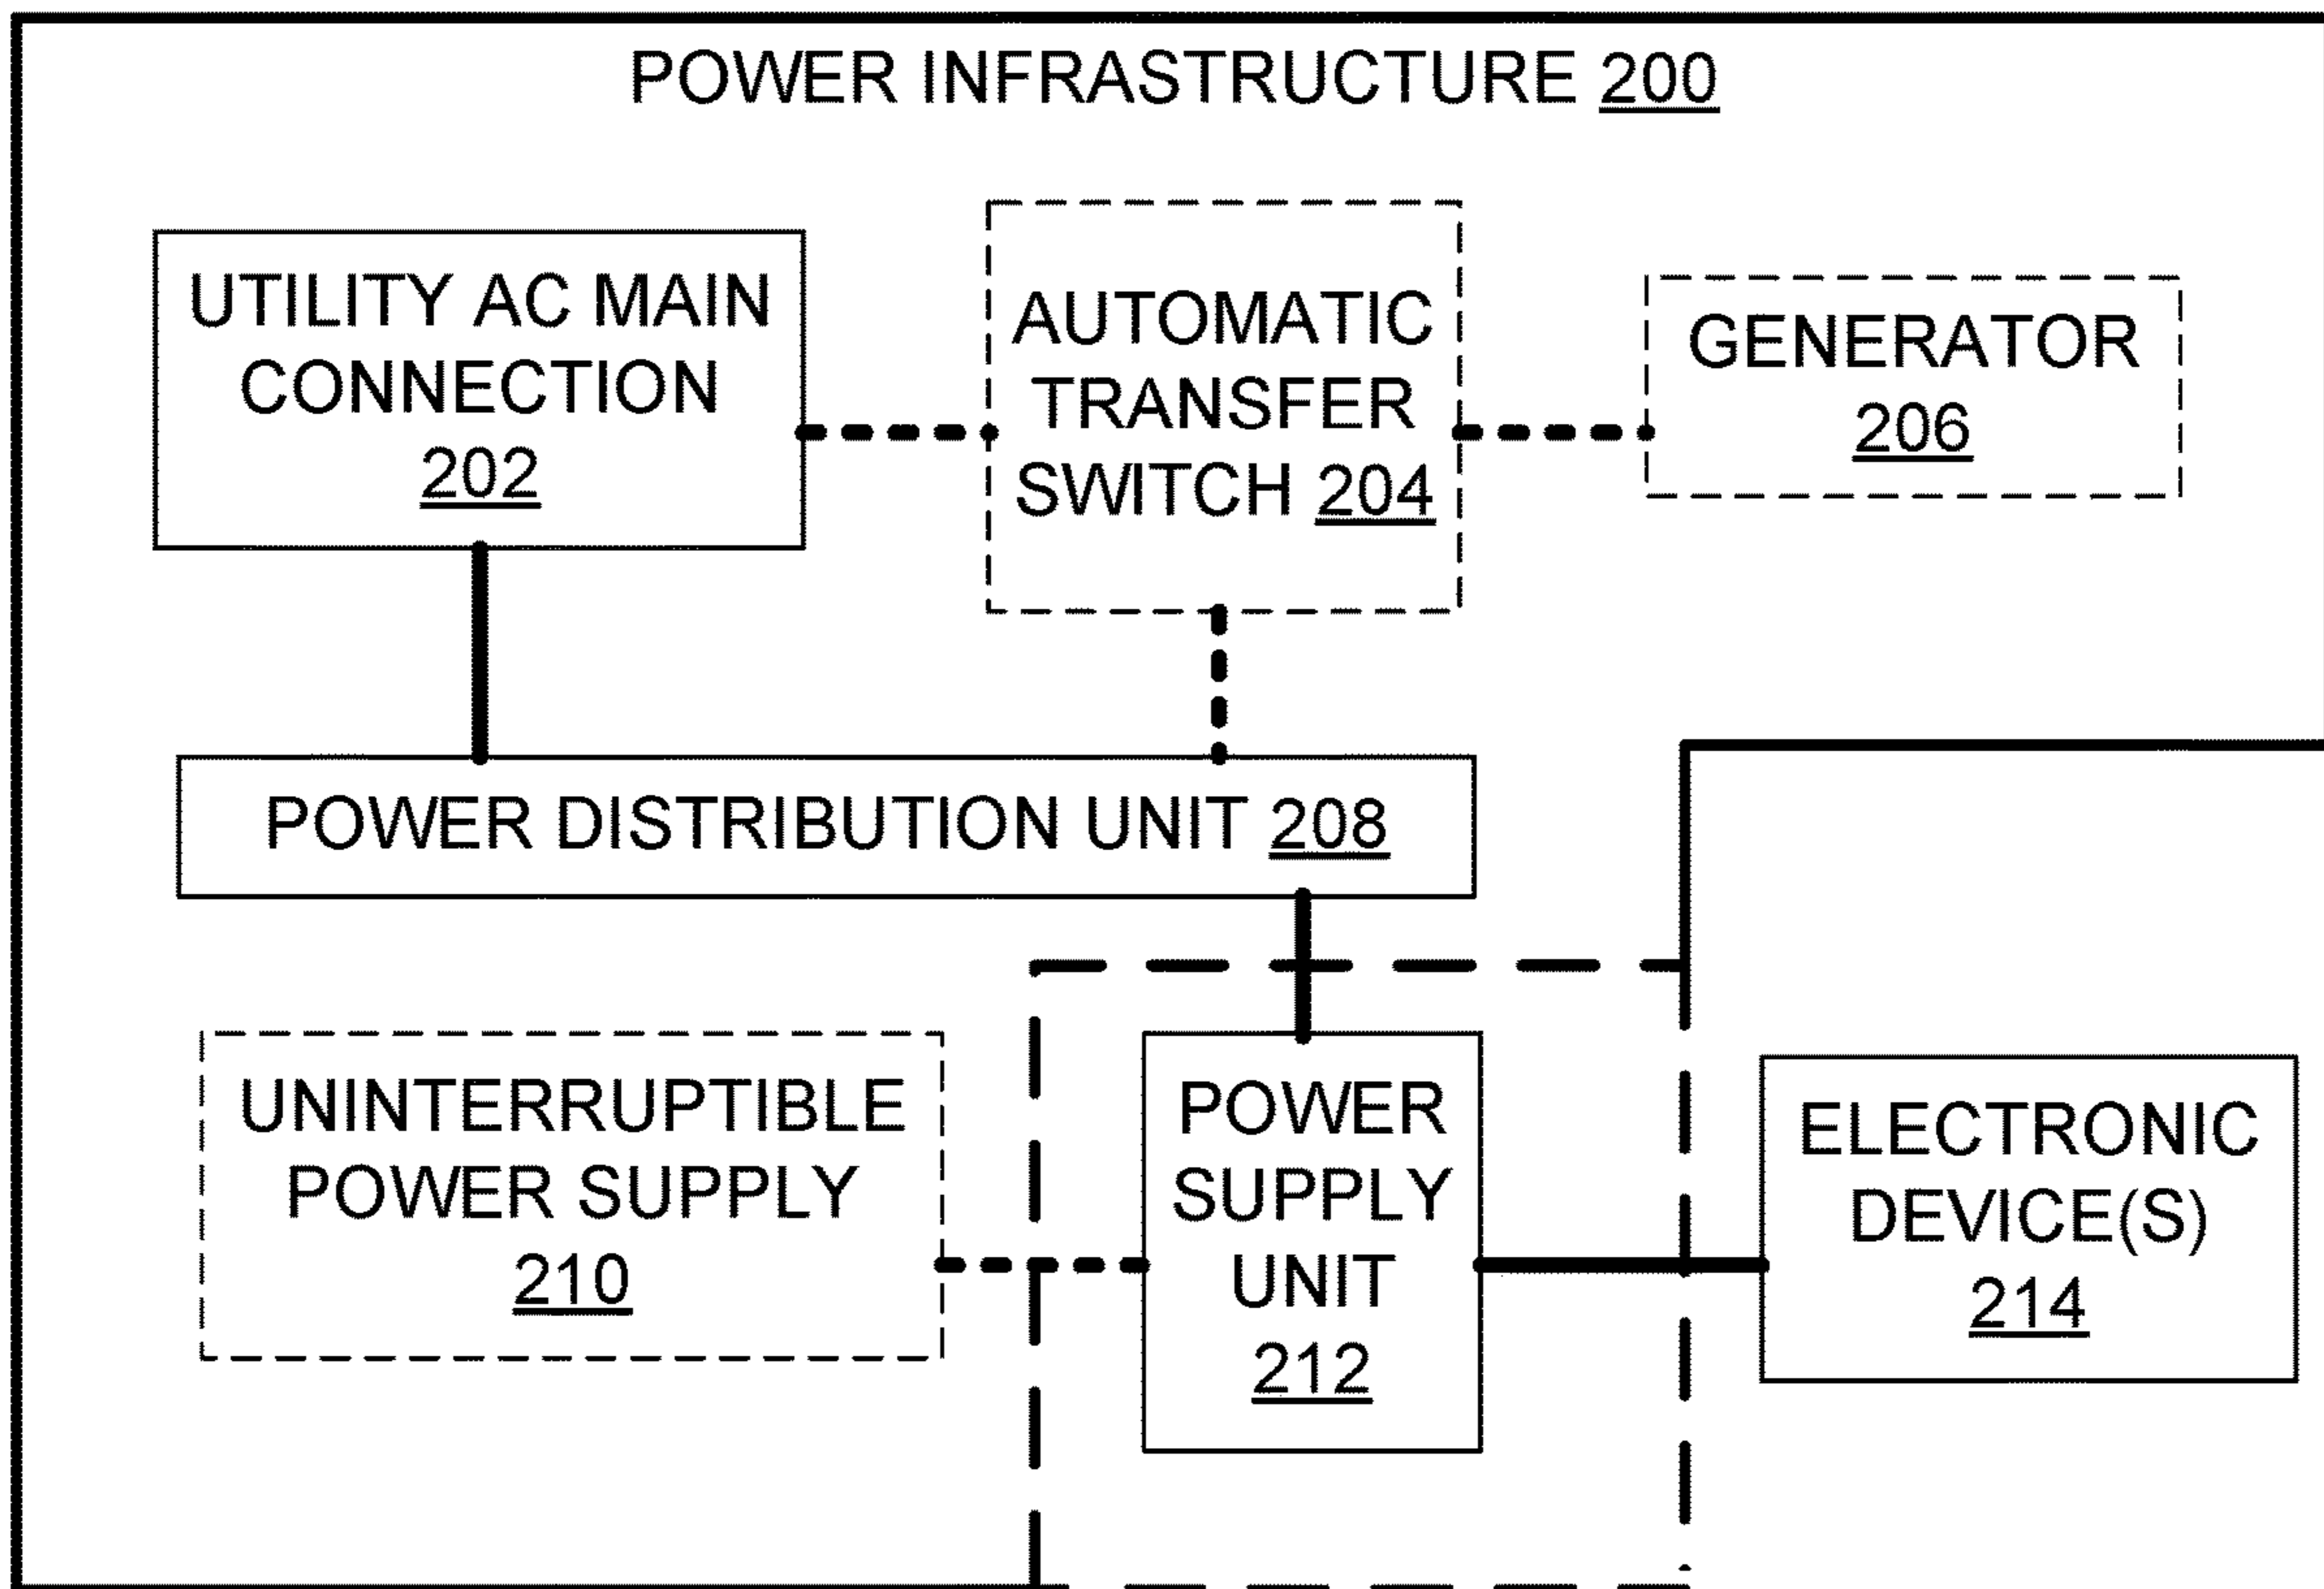 POWER INFRASTRUCTURE 200
UTILITY AC MAIN
CONNECTION
202
AUTOMATIC
TRANSFER
SWITCH 204
GENERATOR
206
POWER DISTRIBUTION UNIT 208
UNINTERRUPTIBLE
POWER SUPPLY
210
POWER
SUPPLY
UNIT
212
ELECTRONIC
DEVICE(S)
214